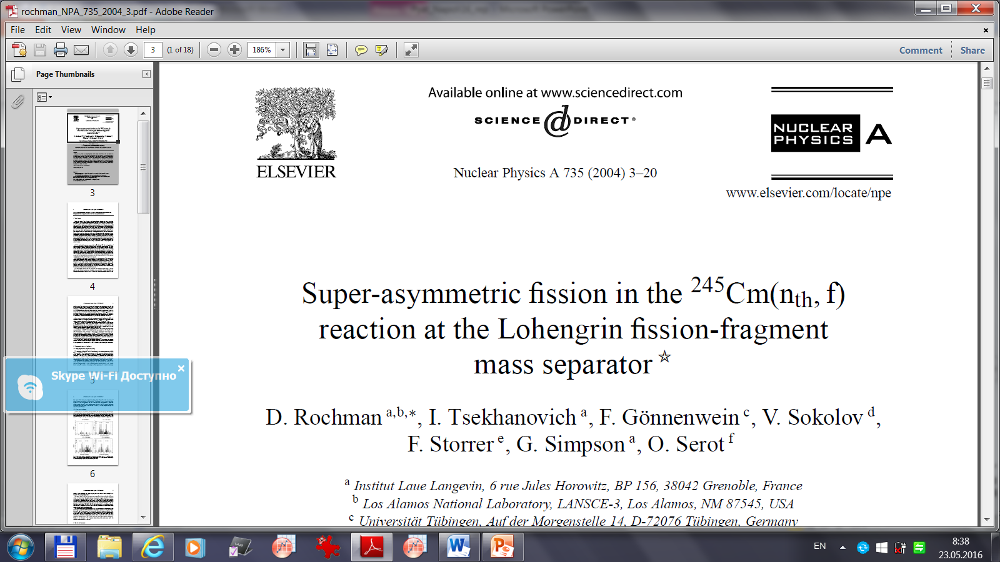 rochman_NPA_735_2004_3.pdf - Adobe Reader
File Edit View Window Help
3 (1 of 18) 186% Comment Share
Page Thumbnails
3
4
5
6
Skype Wi-Fi Доступно
ELSEVIER
Available online at www.sciencedirect.com
SCIENCE @ DIRECT®
Nuclear Physics A 735 (2004) 3–20
NUCLEAR
PHYSICS A
www.elsevier.com/locate/npe
Super-asymmetric fission in the ²⁴⁵Cm(nₜₕ, f)
reaction at the Lohengrin fission-fragment
mass separator ☆
D. Rochman a,b,∗, I. Tsekhanovich a, F. Gönnenwein c, V. Sokolov d,
F. Storrer e, G. Simpson a, O. Serot f
a Institut Laue Langevin, 6 rue Jules Horowitz, BP 156, 38042 Grenoble, France
b Los Alamos National Laboratory, LANSCE-3, Los Alamos, NM 87545, USA
c Universität Tübingen, Auf der Morgenstelle 14, D-72076 Tübingen, Germany
EN
8:38
23.05.2016